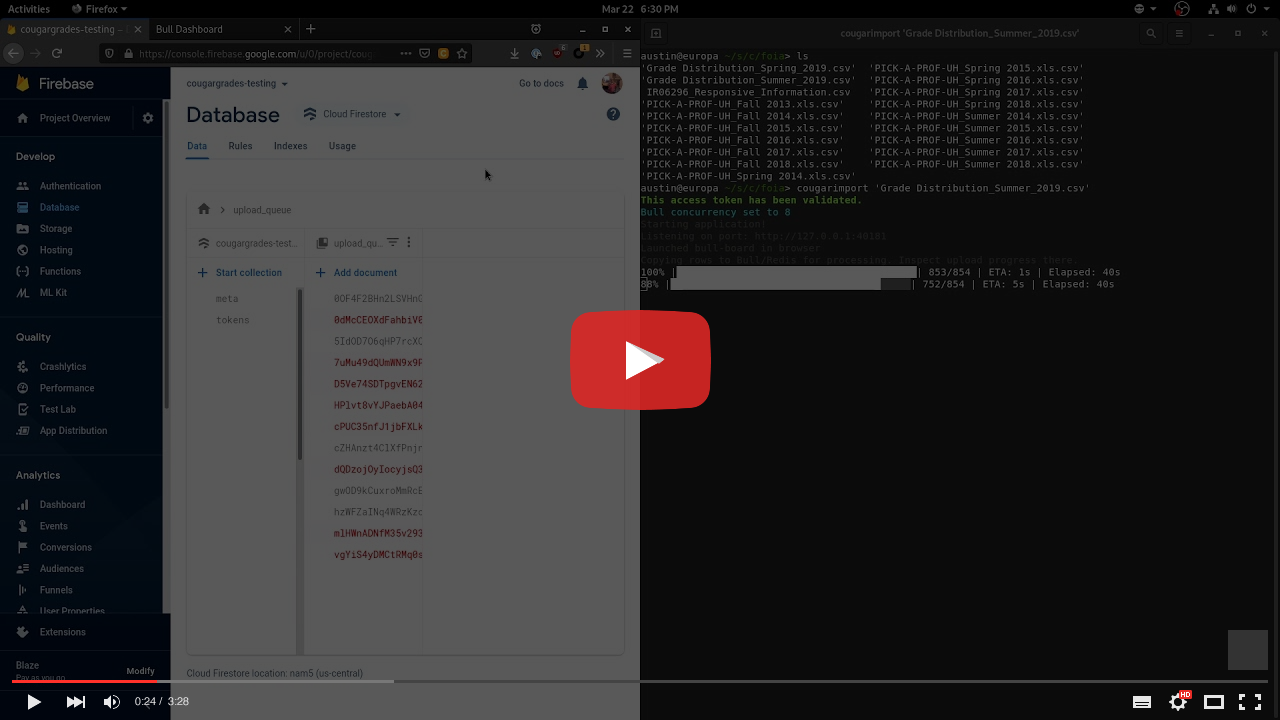 Activities
Firefox
Mar 22 6:30 PM
cougargrades-testing –
Bull Dashboard
https://console.firebase.google.com/u/0/project/coug
6
1
Firebase
cougargrades-testing
Go to docs
Project Overview
Database
Cloud Firestore
Data
Rules
Indexes
Usage
Develop
Authentication
Database
Storage
Hosting
Functions
ML Kit
Quality
Crashlytics
Performance
Test Lab
App Distribution
Analytics
Dashboard
Events
Conversions
Audiences
Funnels
User Properties
Extensions
Blaze
Pay as you go
Modify
upload_queue
cougargrades-test...
upload_qu...
Start collection
Add document
meta
tokens
0OF4F2BHn2LSVHnC
0dMcCEOXdFahbiV0
5IdOD7O6qHP7rcXC
7uMu49dQUmWN9x9P
D5Ve74SDTpgvEN62
HPlvt8vYJPaebA04
cPUC35nfJ1jbFXLk
cZHAnzt4ClXfPnjr
dQDzojOyIocyjsQ3
gwOD9kCuxroMmRcE
hzWFZaINq4WRzKzc
mlHWnADNfM35v293
vgYiS4yDMCtRMq0s
Cloud Firestore location: nam5 (us-central)
cougarimport 'Grade Distribution_Summer_2019.csv'
austin@europa ~/s/c/foia> ls
'Grade Distribution_Spring_2019.csv' 'PICK-A-PROF-UH_Spring 2015.xls.csv'
'Grade Distribution_Summer_2019.csv' 'PICK-A-PROF-UH_Spring 2016.xls.csv'
IR06296_Responsive_Information.csv 'PICK-A-PROF-UH_Spring 2017.xls.csv'
'PICK-A-PROF-UH_Fall 2013.xls.csv' 'PICK-A-PROF-UH_Spring 2018.xls.csv'
'PICK-A-PROF-UH_Fall 2014.xls.csv' 'PICK-A-PROF-UH_Summer 2014.xls.csv'
'PICK-A-PROF-UH_Fall 2015.xls.csv' 'PICK-A-PROF-UH_Summer 2015.xls.csv'
'PICK-A-PROF-UH_Fall 2016.xls.csv' 'PICK-A-PROF-UH_Summer 2016.xls.csv'
'PICK-A-PROF-UH_Fall 2017.xls.csv' 'PICK-A-PROF-UH_Summer 2017.xls.csv'
'PICK-A-PROF-UH_Fall 2018.xls.csv' 'PICK-A-PROF-UH_Summer 2018.xls.csv'
'PICK-A-PROF-UH_Spring 2014.xls.csv'
austin@europa ~/s/c/foia> cougarimport 'Grade Distribution_Summer_2019.csv'
This access token has been validated.
Bull concurrency set to 8
Starting application!
Listening on port: http://127.0.0.1:40181
Launched bull-board in browser
Copying rows to Bull/Redis for processing. Inspect upload progress there.
100% | | 853/854 | ETA: 1s | Elapsed: 40s
88% | | 752/854 | ETA: 5s | Elapsed: 40s
0:24 / 3:28
HD